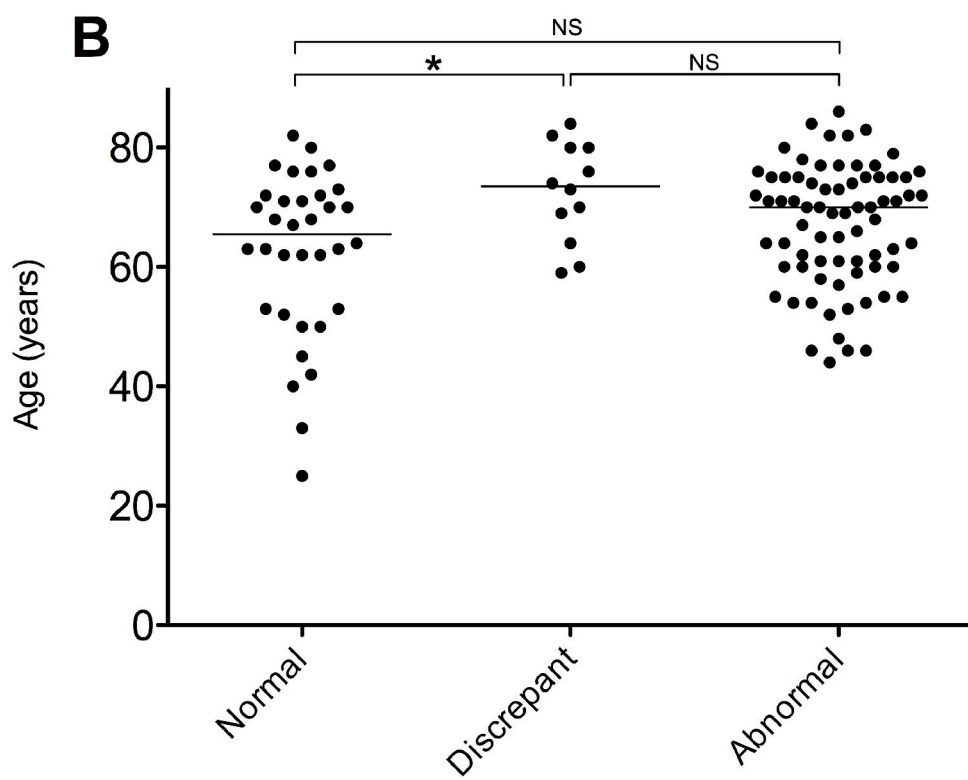 B
NS
*
NS
Age (years)
80
60
40
20
0
Normal
Discrepant
Abnormal